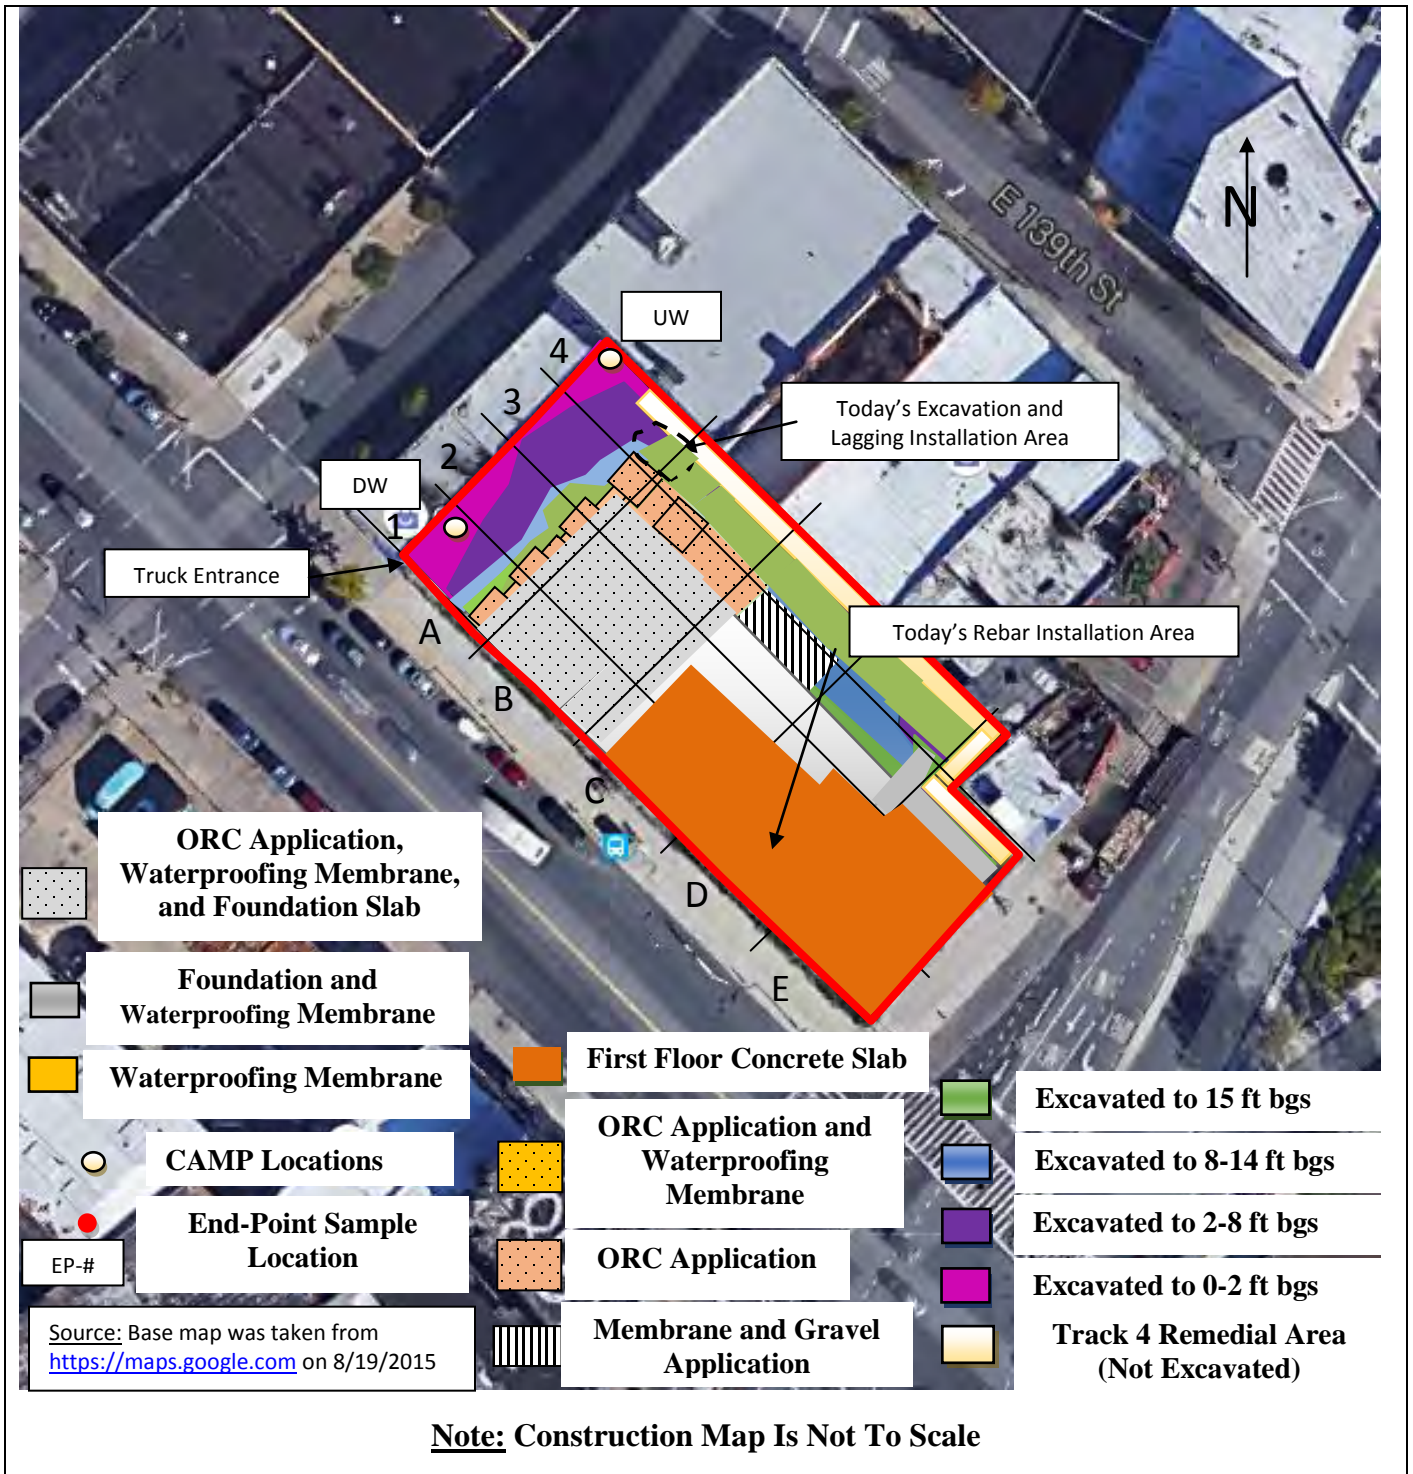 E 139th St
N
UW
4
Today's Excavation and
Lagging Installation Area
3
2
DW
1
Truck Entrance
A
Today's Rebar Installation Area
B
C
D
E
ORC Application,
Waterproofing Membrane,
and Foundation Slab
Foundation and
Waterproofing Membrane
Waterproofing Membrane
CAMP Locations
End-Point Sample
Location
EP-#
First Floor Concrete Slab
ORC Application and
Waterproofing
Membrane
ORC Application
Membrane and Gravel
Application
Excavated to 15 ft bgs
Excavated to 8-14 ft bgs
Excavated to 2-8 ft bgs
Excavated to 0-2 ft bgs
Track 4 Remedial Area
(Not Excavated)
Source: Base map was taken from
https://maps.google.com on 8/19/2015
Note: Construction Map Is Not To Scale